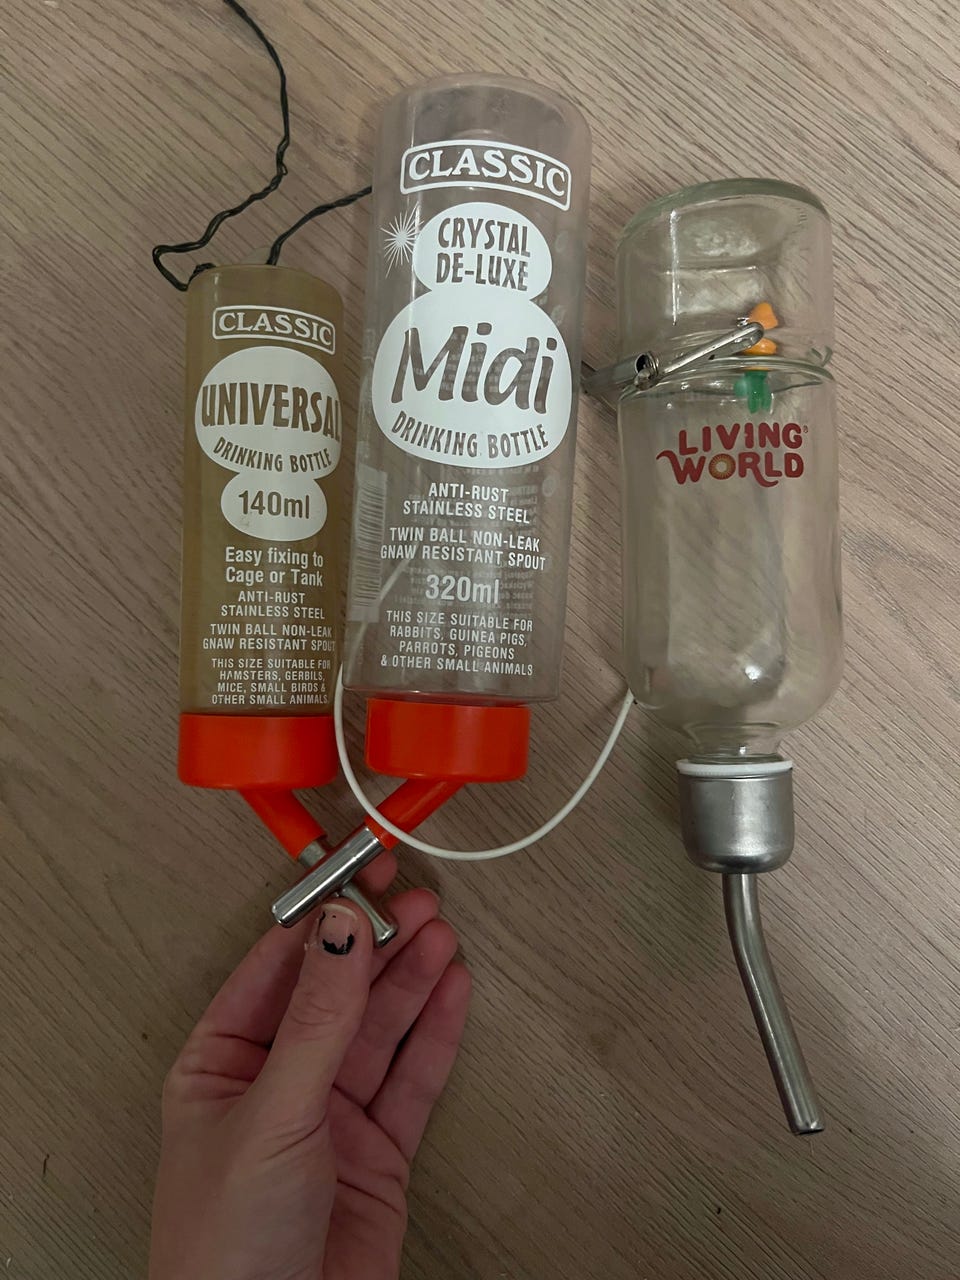 CLASSIC
UNIVERSAL
DRINKING BOTTLE
140ml
Easy fixing to
Cage or Tank
ANTI-RUST
STAINLESS STEEL
TWIN BALL NON-LEAK
GNAW RESISTANT SPOUT
THIS SIZE SUITABLE FOR
HAMSTERS, GERBILS,
MICE, SMALL BIRDS &
OTHER SMALL ANIMALS
CLASSIC
CRYSTAL
DE-LUXE
Midi
DRINKING BOTTLE
ANTI-RUST
STAINLESS STEEL
TWIN BALL NON-LEAK
GNAW RESISTANT SPOUT
320ml
THIS SIZE SUITABLE FOR
RABBITS, GUINEA PIGS,
PARROTS, PIGEONS
& OTHER SMALL ANIMALS
LIVING®
WORLD